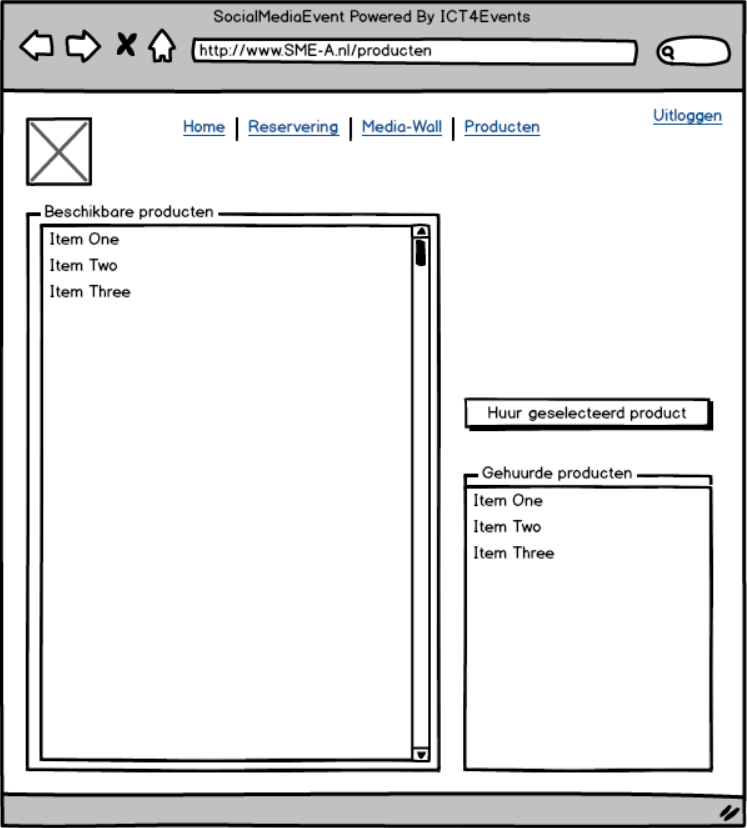 SocialMediaEvent Powered By ICT4Events
http://www.SME-A.nl/producten
Uitloggen
Home | Reservering | Media-Wall | Producten
Beschikbare producten
Item One
Item Two
Item Three
Huur geselecteerd product
Gehuurde producten
Item One
Item Two
Item Three